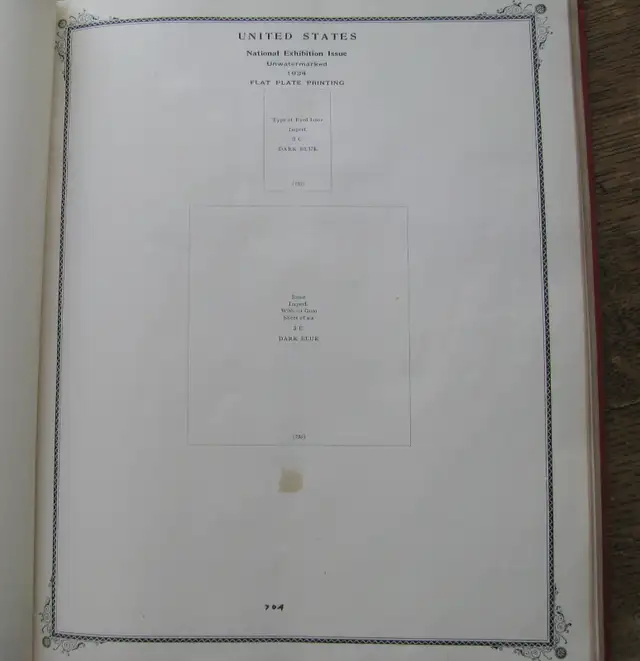 UNITED STATES
National Exhibition Issue
Unwatermarked
1934
FLAT PLATE PRINTING
Imperf.
3 C
DARK BLUE
Issue
Imperf.
Without Gum
Sheet of six
3 C
DARK BLUE
704